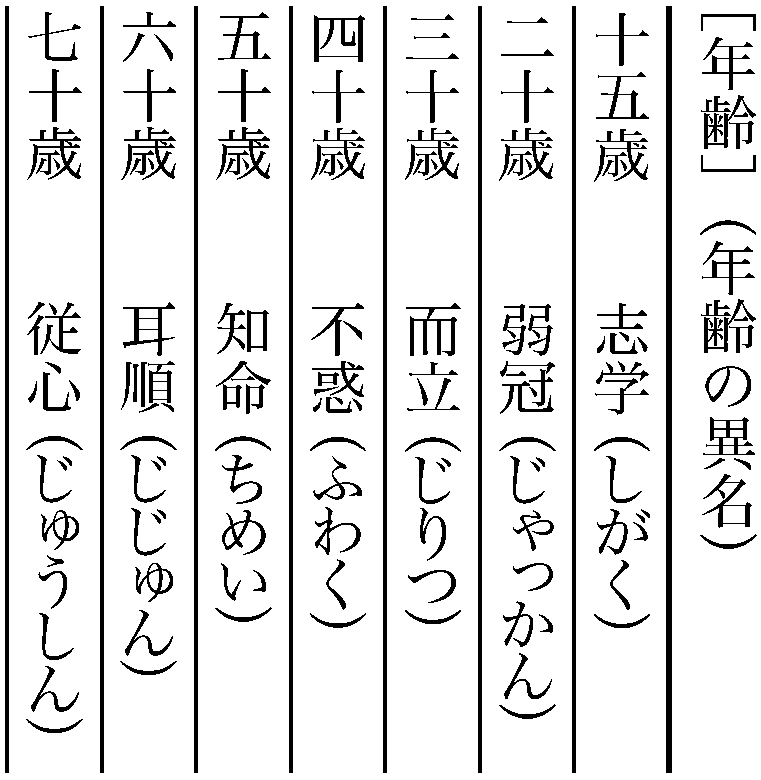 ［年齢］（年齢の異名）
十五歳　志学（しがく）
二十歳　弱冠（じゃっかん）
三十歳　而立（じりつ）
四十歳　不惑（ふわく）
五十歳　知命（ちめい）
六十歳　耳順（じじゅん）
七十歳　従心（じゅうしん）